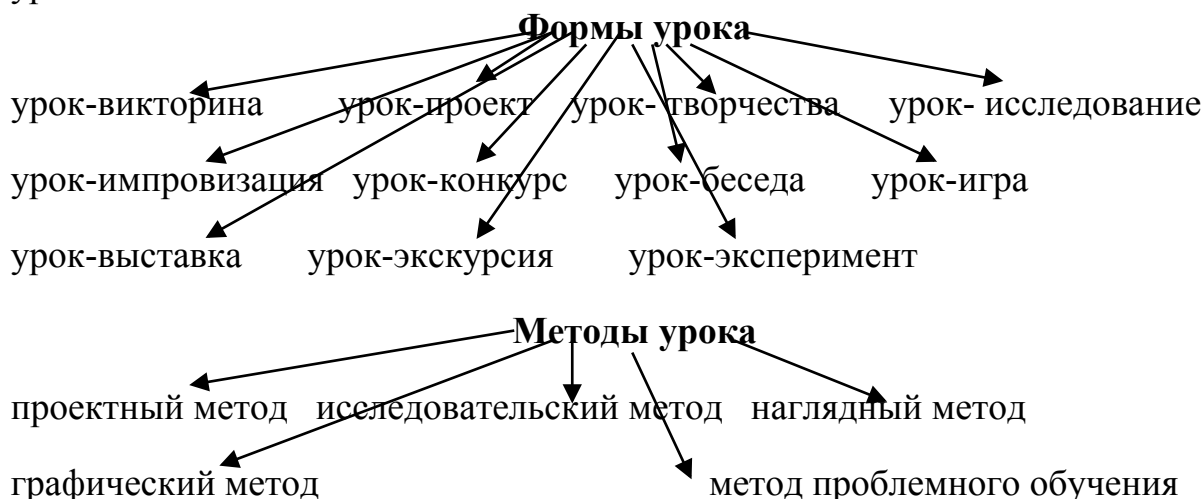 Формы урока
урок-викторина урок-проект урок- творчества урок- исследование
урок-импровизация урок-конкурс урок-беседа урок-игра
урок-выставка урок-экскурсия урок-эксперимент
Методы урока
проектный метод исследовательский метод наглядный метод
графический метод метод проблемного обучения